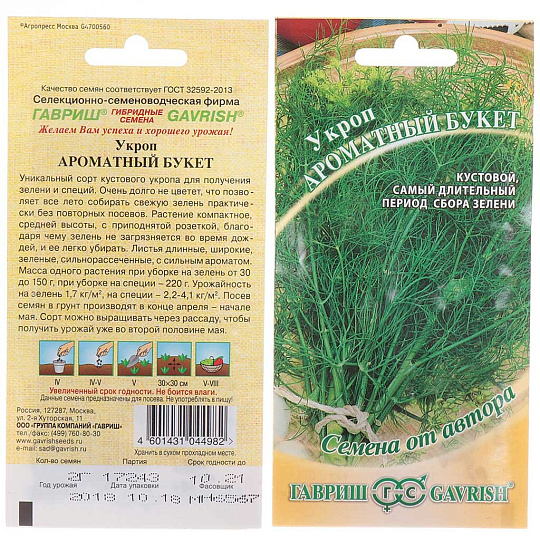 ®Агропресс Москва G4700560
Качество семян соответствует ГОСТ 32592-2013
Селекционно-семеноводческая фирма
ГАВРИШ® ГИБРИДНЫЕ СЕМЕНА GAVRISH®
Желаем Вам успеха и хорошего урожая!
Укроп
АРОМАТНЫЙ БУКЕТ
Уникальный сорт кустового укропа для получения
зелени и специй. Очень долго не цветет, что позво-
ляет все лето собирать свежую зелень практиче-
ски без повторных посевов. Растение компактное,
средней высоты, с приподнятой розеткой, благо-
даря чему зелень не загрязняется во время дож-
дей, и ее легко убирать. Листья длинные, широкие,
зеленые, сильнорассеченные, с сильным ароматом.
Масса одного растения при уборке на зелень от 30
до 150 г, при уборке на специи – 220 г. Урожайность
на зелень 1,7 кг/м², на специи – 2,2-4,1 кг/м². Посев
семян в грунт производят в конце апреля – начале
мая. Сорт можно выращивать через рассаду, чтобы
получить урожай уже во второй половине мая.
IV IV-V V 30×30 см V-VIII
Увеличенный срок годности. Не боится влаги.
Данные семена предназначены для посева. Не употреблять в пищу!
Россия, 127287, Москва,
ул. 2-я Хуторская, 11
ООО «ГРУППА КОМПАНИЙ «ГАВРИШ»
тел./факс: (499) 760-80-30
www.gavrishseeds.ru
e-mail: sad@gavrish.ru
4 601431 044982
Хранить в сухом прохладном месте.
Кол-во семян Партия Срок годности до
2Г 17243 10.21
Год урожая Дата упаковки Фасовщик
2018 10.18
Укроп
АРОМАТНЫЙ БУКЕТ
КУСТОВОЙ,
САМЫЙ ДЛИТЕЛЬНЫЙ
ПЕРИОД СБОРА ЗЕЛЕНИ
Семена от автора
ГАВРИШ ГС GAVRISH®